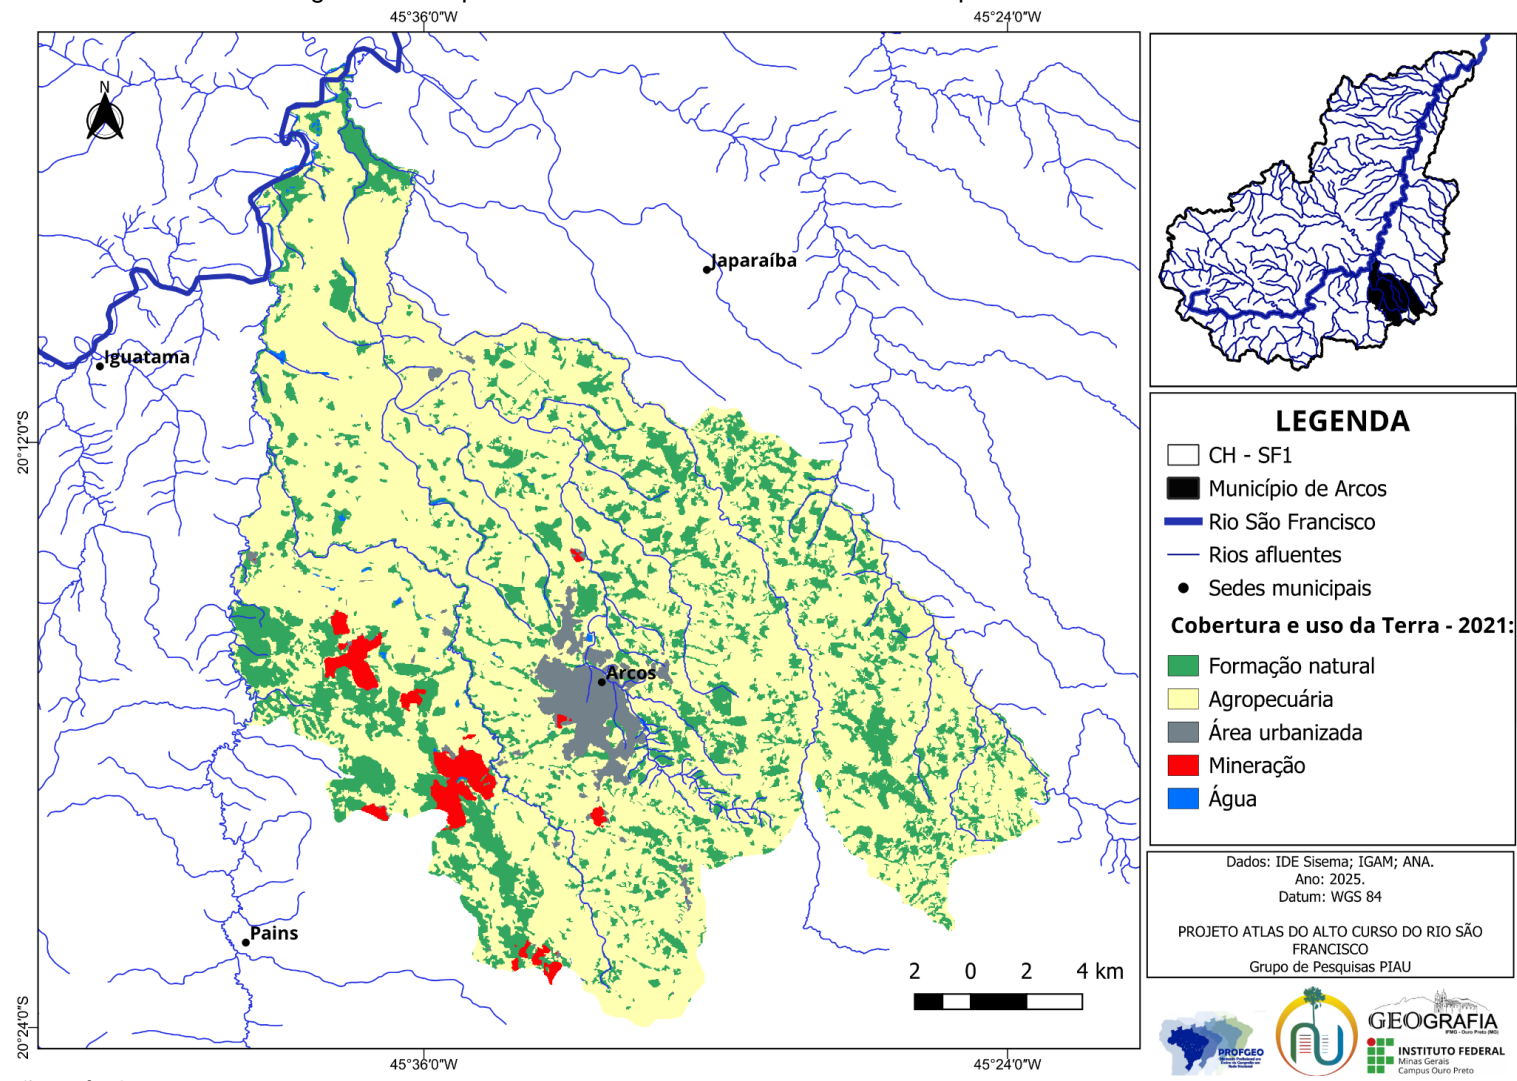 45°36'0"W
45°24'0"W
N
Japaraíba
Iguatama
20°12'0"S
Arcos
Pains
2 0 2 4 km
20°24'0"S
45°36'0"W
45°24'0"W
LEGENDA
CH - SF1
Município de Arcos
Rio São Francisco
Rios afluentes
Sedes municipais
Cobertura e uso da Terra - 2021:
Formação natural
Agropecuária
Área urbanizada
Mineração
Água
Dados: IDE Sisema; IGAM; ANA.
Ano: 2025.
Datum: WGS 84
PROJETO ATLAS DO ALTO CURSO DO RIO SÃO
FRANCISCO
Grupo de Pesquisas PIAU
PROFGEO
GEOGRAFIA
IFMG - Ouro Preto (MG)
INSTITUTO FEDERAL
Minas Gerais
Campus Ouro Preto